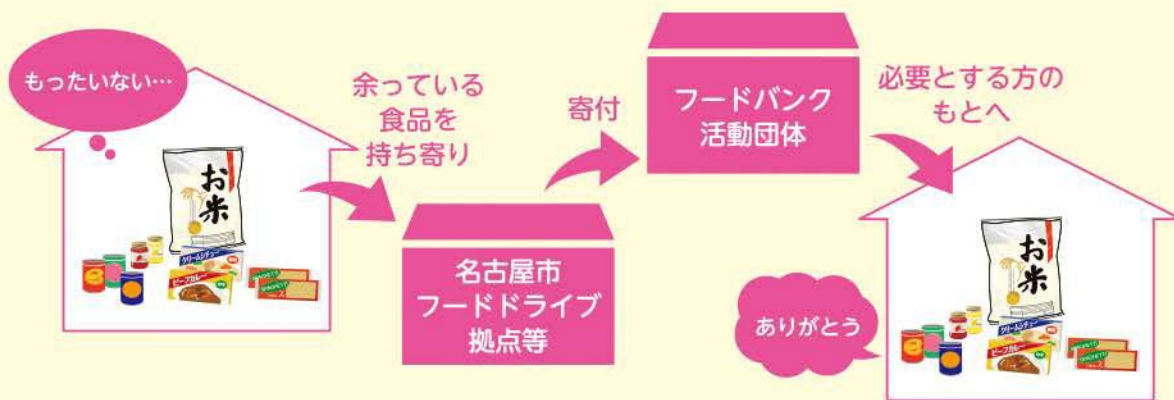 もったいない…
余っている
食品を
持ち寄り
お米
クリームシチュー
ビーフカレー
SPAGHETTI
名古屋市
フードドライブ
拠点等
寄付
フードバンク
活動団体
必要とする方の
もとへ
ありがとう
お米
クリームシチュー
ビーフカレー
SPAGHETTI